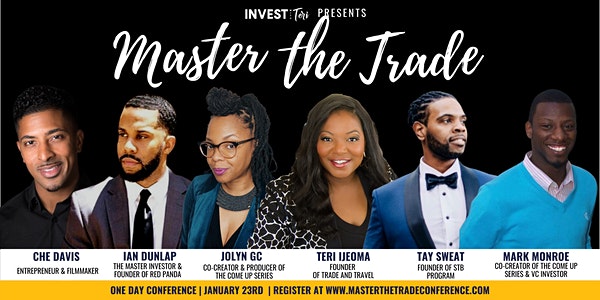 INVEST WITH Teri PRESENTS
Master the Trade
CHE DAVIS
ENTREPRENEUR & FILMMAKER
IAN DUNLAP
THE MASTER INVESTOR &
FOUNDER OF RED PANDA
JOLYN GC
CO-CREATOR & PRODUCER OF
THE COME UP SERIES
TERI IJEOMA
FOUNDER
OF TRADE AND TRAVEL
TAY SWEAT
FOUNDER OF STB
PROGRAM
MARK MONROE
CO-CREATOR OF THE COME UP
SERIES & VC INVESTOR
ONE DAY CONFERENCE | JANUARY 23RD | REGISTER AT WWW.MASTERTHETRADECONFERENCE.COM